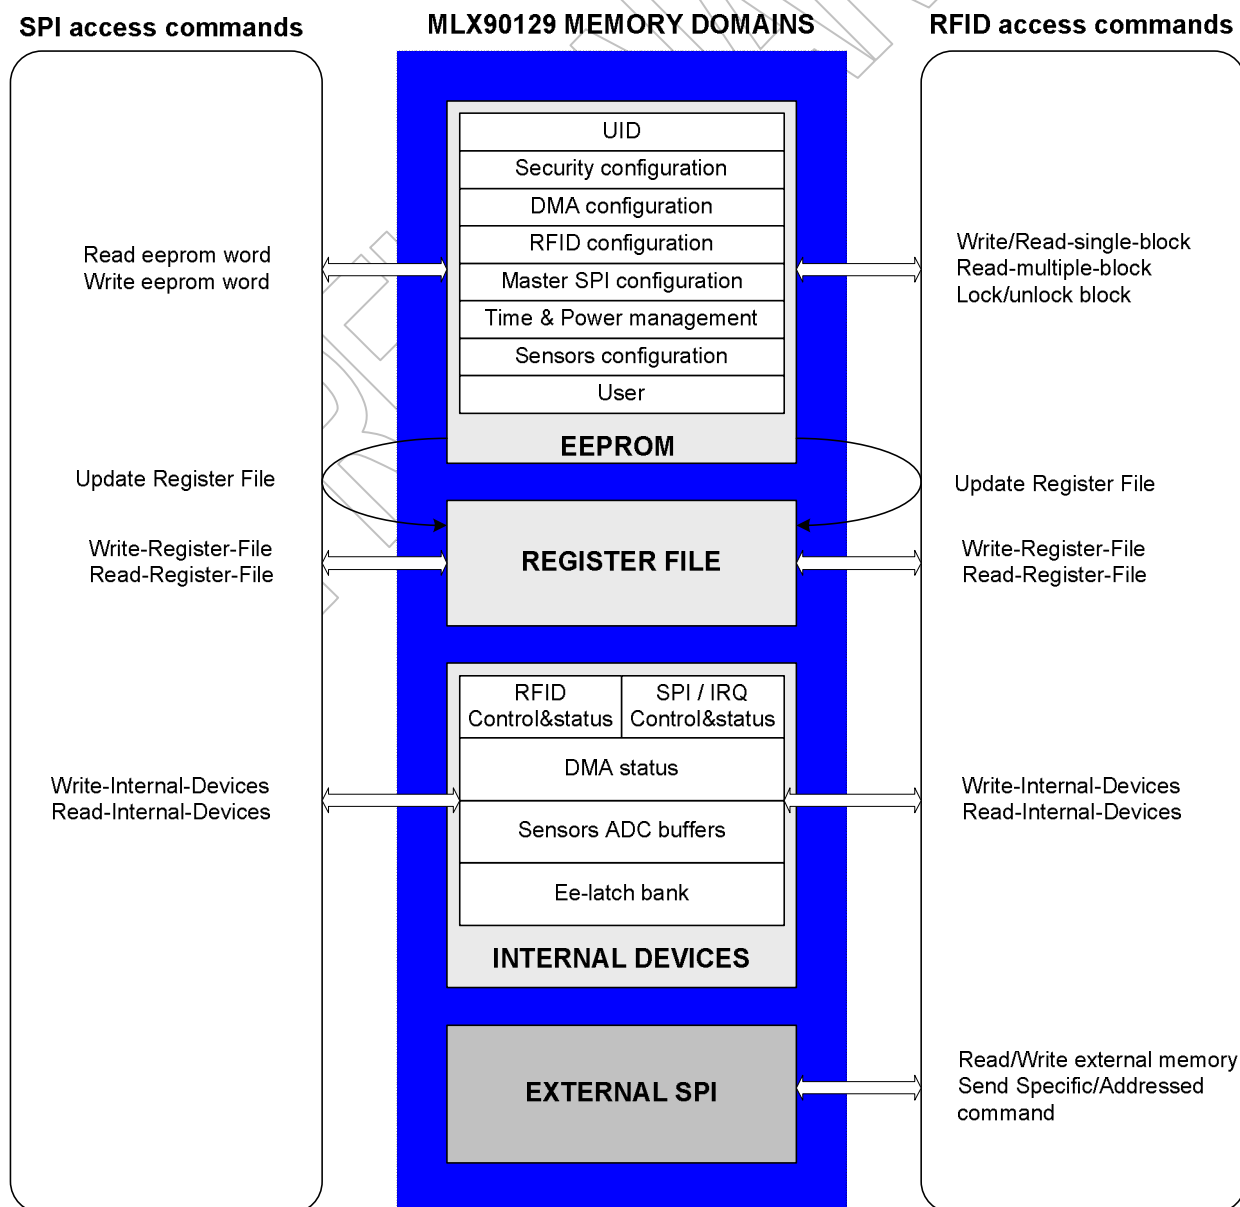 SPI access commands
MLX90129 MEMORY DOMAINS
RFID access commands
UID
Security configuration
DMA configuration
RFID configuration
Master SPI configuration
Time & Power management
Sensors configuration
User
EEPROM
Read eeprom word
Write eeprom word
Write/Read-single-block
Read-multiple-block
Lock/unlock block
Update Register File
Update Register File
Write-Register-File
Read-Register-File
REGISTER FILE
Write-Register-File
Read-Register-File
RFID
Control&status
SPI / IRQ
Control&status
DMA status
Sensors ADC buffers
Ee-latch bank
INTERNAL DEVICES
Write-Internal-Devices
Read-Internal-Devices
Write-Internal-Devices
Read-Internal-Devices
EXTERNAL SPI
Read/Write external memory
Send Specific/Addressed
command